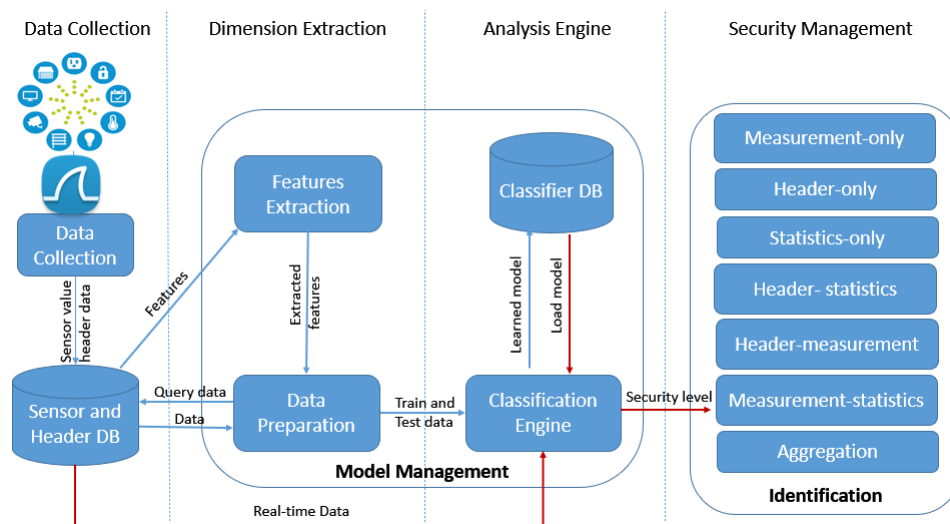 Data Collection
Dimension Extraction
Analysis Engine
Security Management
Data
Collection
Sensor value
header data
Sensor and
Header DB
Features
Features
Extraction
Extracted
features
Query data
Data
Data
Preparation
Train and
Test data
Classifier DB
Learned model
Load model
Classification
Engine
Model Management
Real-time Data
Security level
Measurement-only
Header-only
Statistics-only
Header- statistics
Header-measurement
Measurement-statistics
Aggregation
Identification